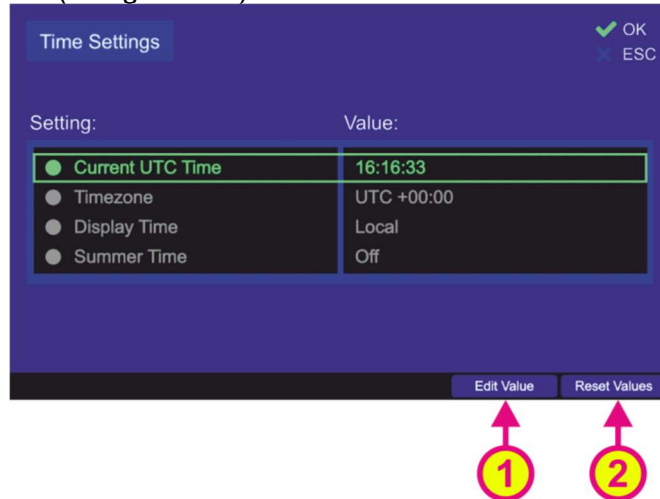 Time Settings
OK
ESC
Setting: Value:
Current UTC Time 16:16:33
Timezone UTC +00:00
Display Time Local
Summer Time Off
Edit Value Reset Values
1 2